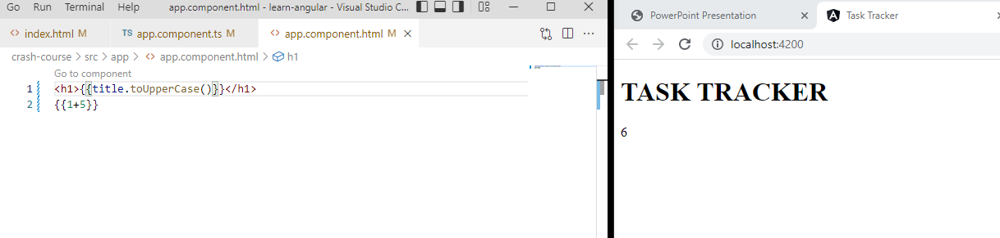 Go Run Terminal Help app.component.html - learn-angular - Visual Studio C...
index.html M TS app.component.ts M app.component.html M
crash-course > src > app > app.component.html > h1
Go to component
1 <h1>{{title.toUpperCase()}}</h1>
2 {{1+5}}
PowerPoint Presentation Task Tracker
localhost:4200
TASK TRACKER
6